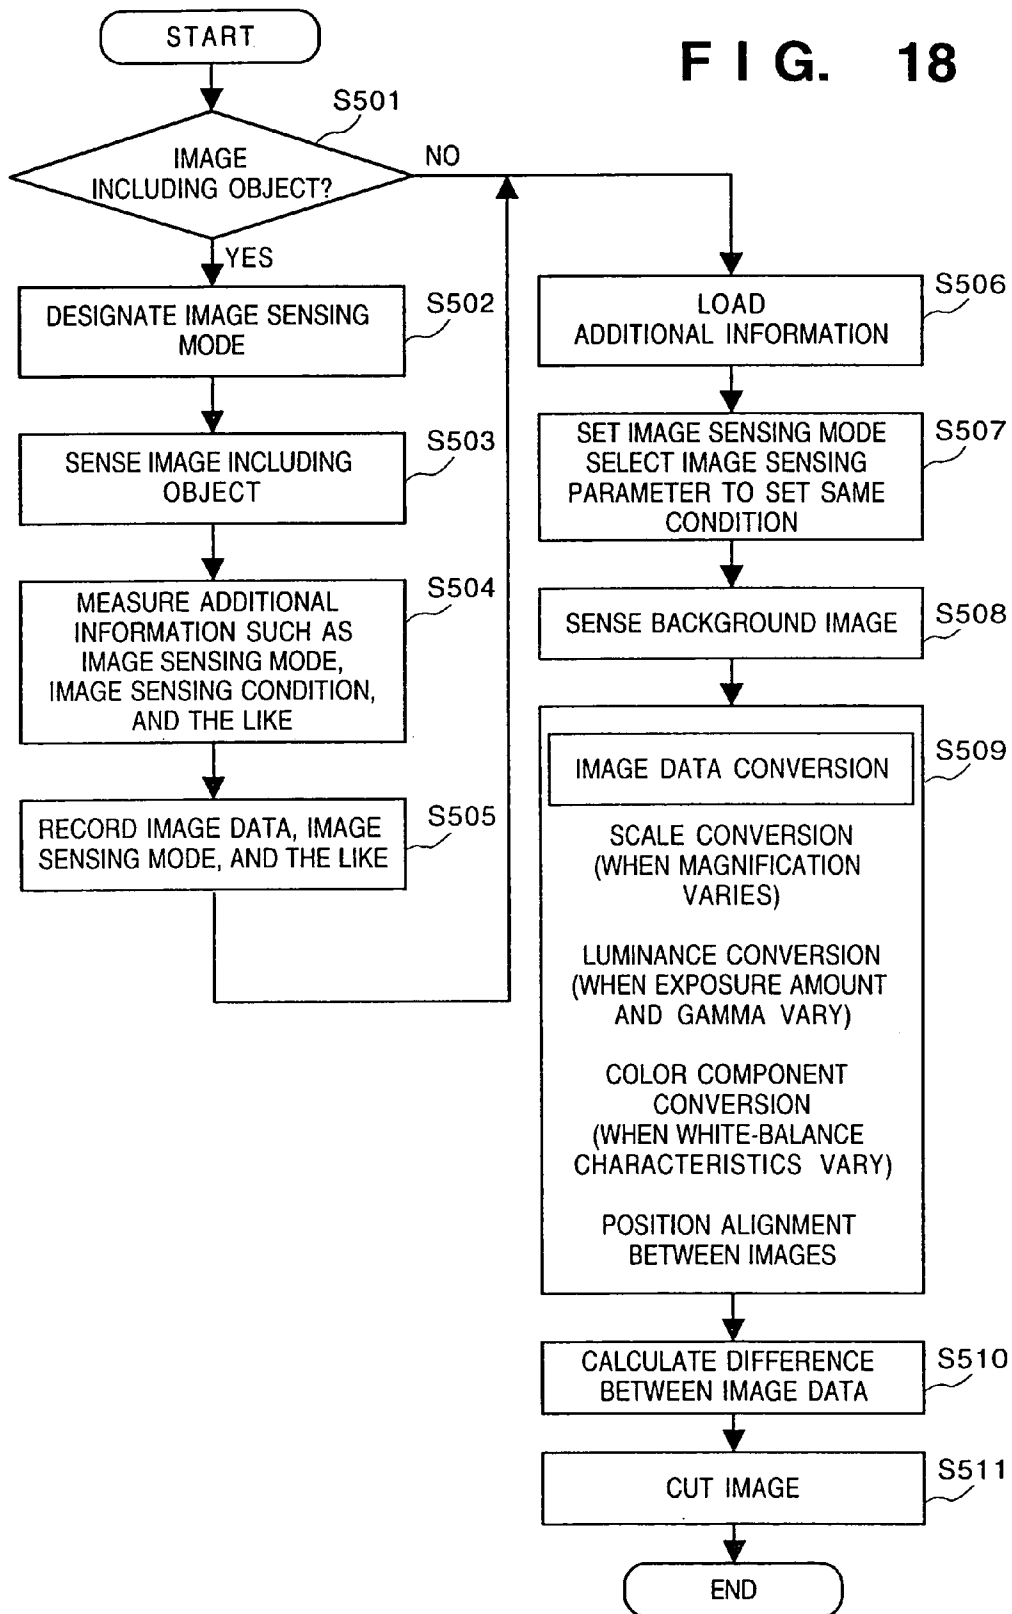 F I G. 18
START
S501
IMAGE
INCLUDING OBJECT?
NO
YES
S502
DESIGNATE IMAGE SENSING
MODE
S503
SENSE IMAGE INCLUDING
OBJECT
S504
MEASURE ADDITIONAL
INFORMATION SUCH AS
IMAGE SENSING MODE,
IMAGE SENSING CONDITION,
AND THE LIKE
S505
RECORD IMAGE DATA, IMAGE
SENSING MODE, AND THE LIKE
S506
LOAD
ADDITIONAL INFORMATION
S507
SET IMAGE SENSING MODE
SELECT IMAGE SENSING
PARAMETER TO SET SAME
CONDITION
S508
SENSE BACKGROUND IMAGE
S509
IMAGE DATA CONVERSION
SCALE CONVERSION
(WHEN MAGNIFICATION
VARIES)
LUMINANCE CONVERSION
(WHEN EXPOSURE AMOUNT
AND GAMMA VARY)
COLOR COMPONENT
CONVERSION
(WHEN WHITE-BALANCE
CHARACTERISTICS VARY)
POSITION ALIGNMENT
BETWEEN IMAGES
S510
CALCULATE DIFFERENCE
BETWEEN IMAGE DATA
S511
CUT IMAGE
END